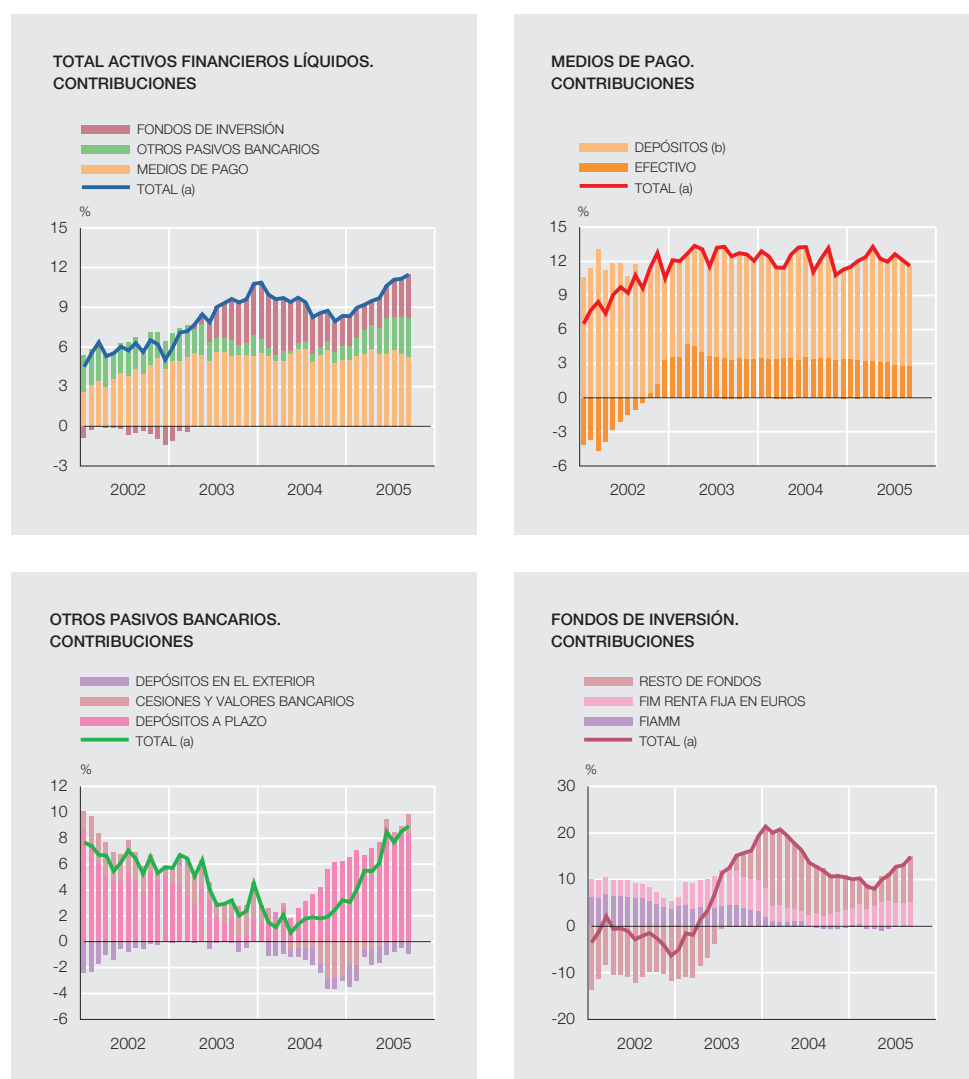 TOTAL ACTIVOS FINANCIEROS LÍQUIDOS.
CONTRIBUCIONES
FONDOS DE INVERSIÓN
OTROS PASIVOS BANCARIOS
MEDIOS DE PAGO
TOTAL (a)
%
15
12
9
6
3
0
-3
2002 2003 2004 2005
MEDIOS DE PAGO.
CONTRIBUCIONES
DEPÓSITOS (b)
EFECTIVO
TOTAL (a)
%
15
12
9
6
3
0
-3
-6
2002 2003 2004 2005
OTROS PASIVOS BANCARIOS.
CONTRIBUCIONES
DEPÓSITOS EN EL EXTERIOR
CESIONES Y VALORES BANCARIOS
DEPÓSITOS A PLAZO
TOTAL (a)
%
12
10
8
6
4
2
0
-2
-4
-6
2002 2003 2004 2005
FONDOS DE INVERSIÓN.
CONTRIBUCIONES
RESTO DE FONDOS
FIM RENTA FIJA EN EUROS
FIAMM
TOTAL (a)
%
30
20
10
0
-10
-20
2002 2003 2004 2005